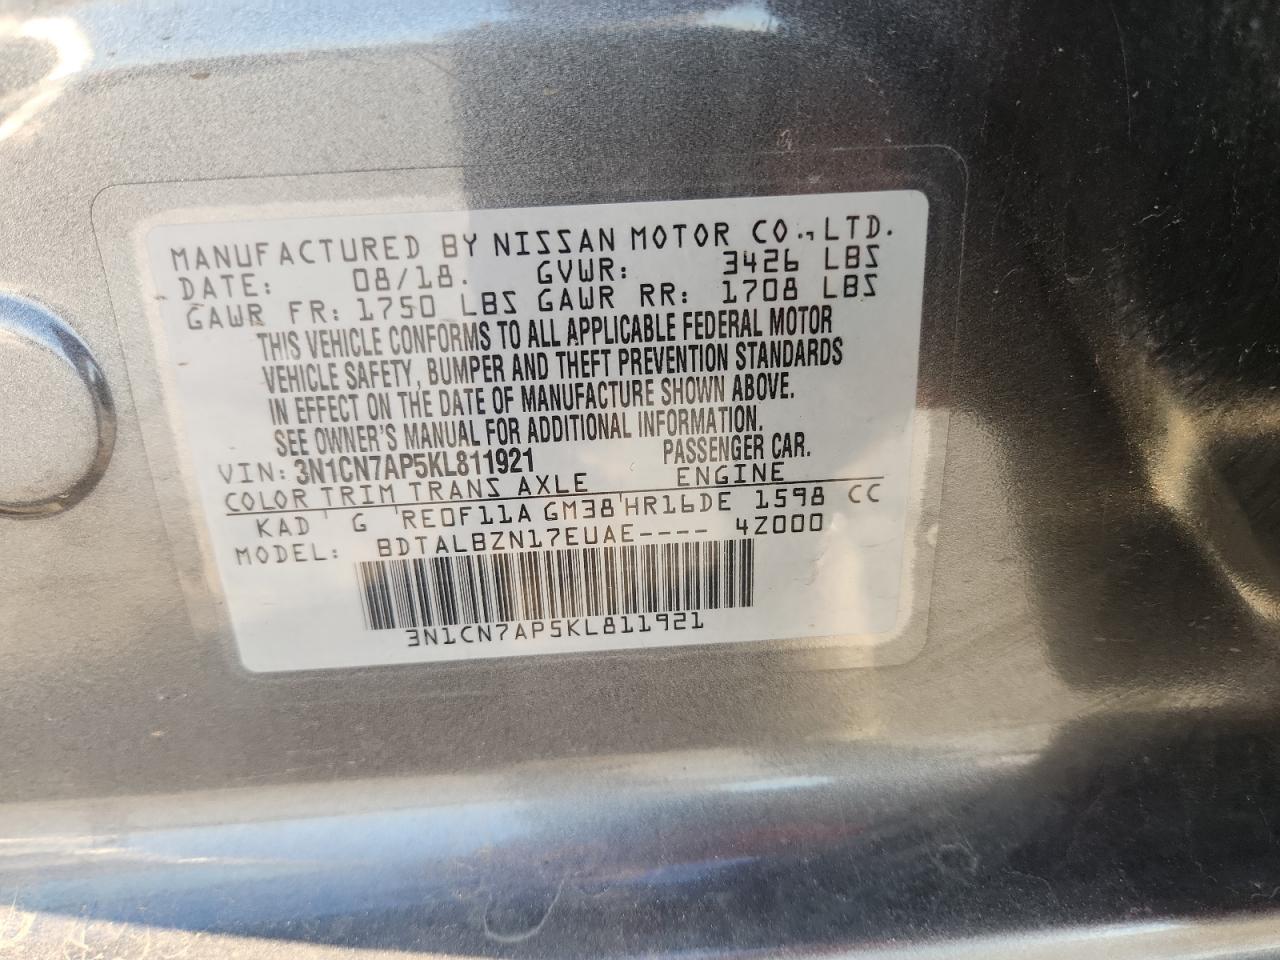 MANUFACTURED BY NISSAN MOTOR CO., LTD.
DATE: 08/18. GVWR: 3426 LBS
GAWR FR: 1750 LBS GAWR RR: 1708 LBS
THIS VEHICLE CONFORMS TO ALL APPLICABLE FEDERAL MOTOR
VEHICLE SAFETY, BUMPER AND THEFT PREVENTION STANDARDS
IN EFFECT ON THE DATE OF MANUFACTURE SHOWN ABOVE.
SEE OWNER'S MANUAL FOR ADDITIONAL INFORMATION.
VIN: 3N1CN7AP5KL811921 PASSENGER CAR.
COLOR TRIM TRANS AXLE ENGINE
KAD G RE0F11A GM38 HR16DE 1598 CC
MODEL: BDTALBZN17EUAE---- 4Z000
3N1CN7AP5KL811921